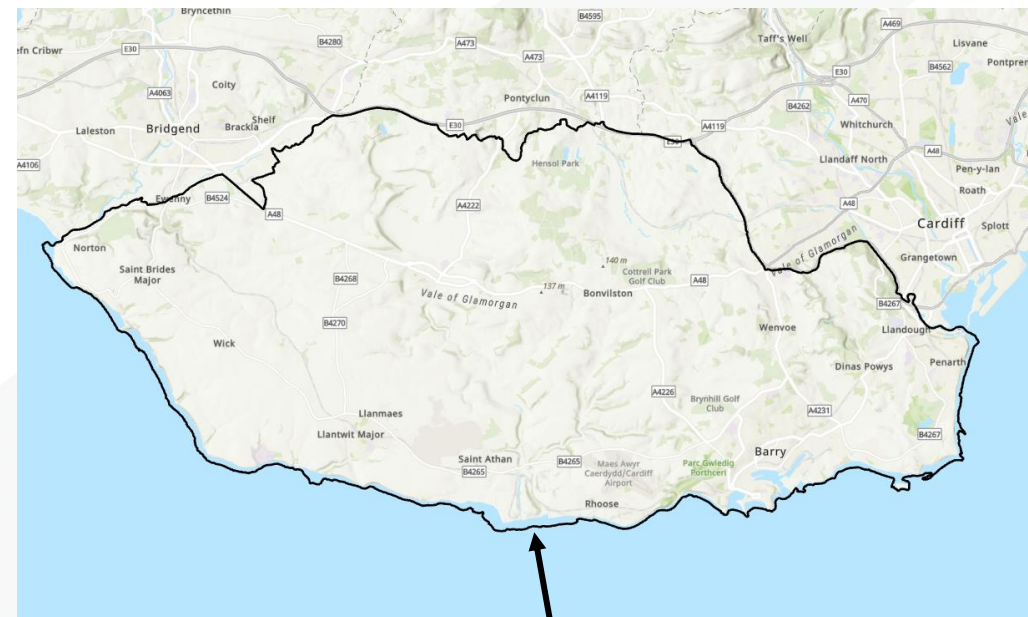 Bryncethin
B4595
A469
Taff's Well
Lisvane
efn Cribwr
E30
B4280
A473
A473
B4562
Pontypren
E30
Coity
A4063
Pontyclun
A4119
B4262
A470
Laleston
Bridgend
Brackla
Shelf
E30
A4119
Whitchurch
A4106
Hensol Park
E30
Llandaff North
A48
Pen-y-lan
Roath
Ewenny
B4524
A4222
A48
A48
Cardiff
Splott
Norton
Vale of Glamorgan
Grangetown
Saint Brides
Major
B4268
140 m
Cottrell Park
Golf Club
A48
137 m
Bonvilston
Vale of Glamorgan
B4267
B4270
Wenvoe
Llandough
Wick
Penarth
Dinas Powys
A4226
Brynhill Golf
Club
Llanmaes
A4231
Llantwit Major
B4267
Barry
Saint Athan
B4265
B4265
Maes Awyr
Caerdydd/Cardiff
Airport
Parc Gwledig
Porthceri
Rhoose